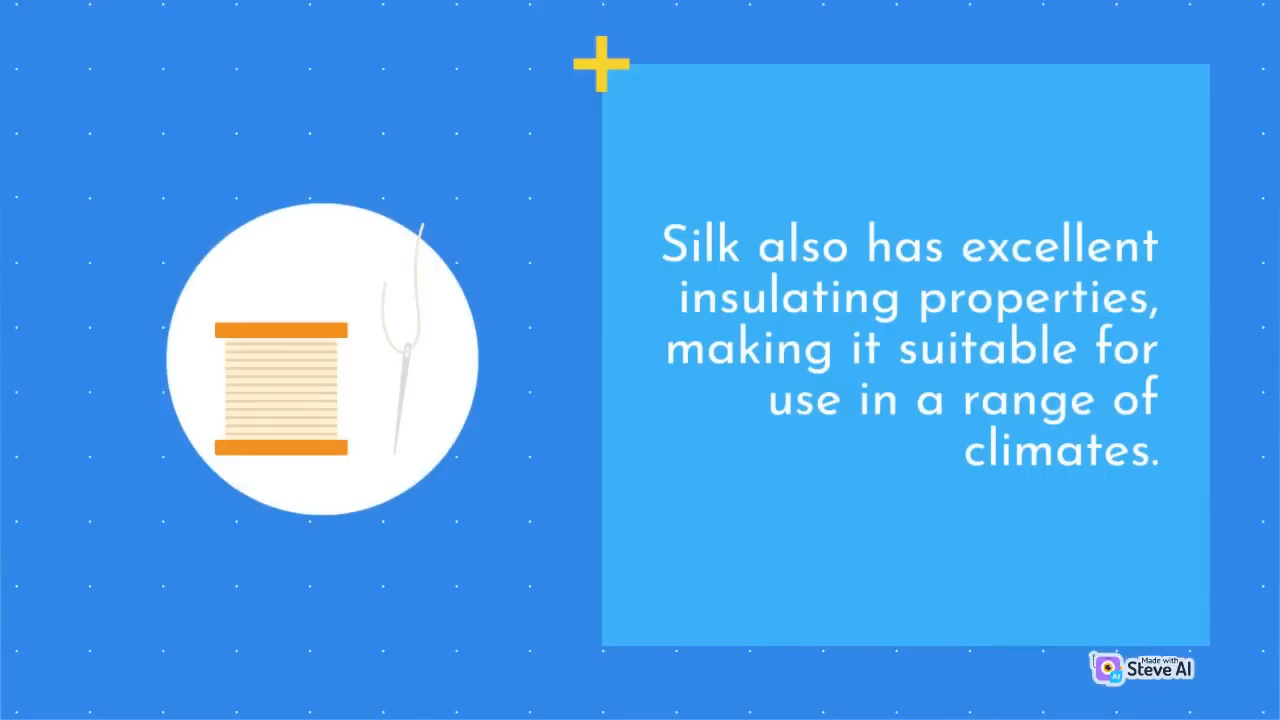 Silk also has excellent
insulating properties,
making it suitable for
use in a range of
climates.
Made with
Steve AI
AI